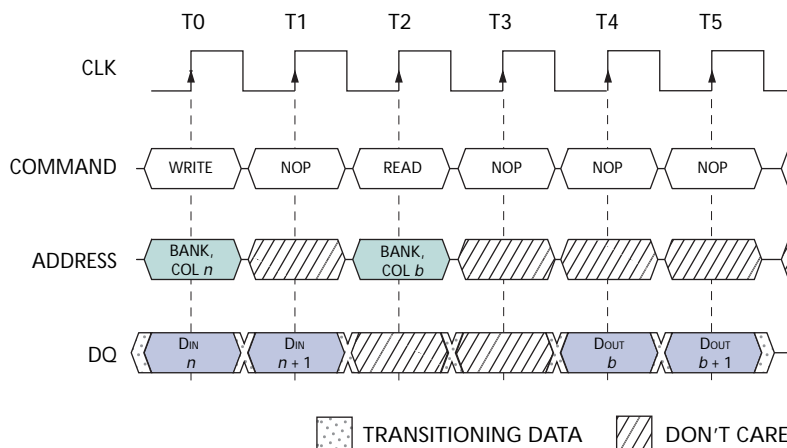 T0 T1 T2 T3 T4 T5
CLK
COMMAND WRITE NOP READ NOP NOP NOP
ADDRESS BANK, COL n BANK, COL b
DQ DIN n DIN n + 1 DOUT b DOUT b + 1
TRANSITIONING DATA DON'T CARE